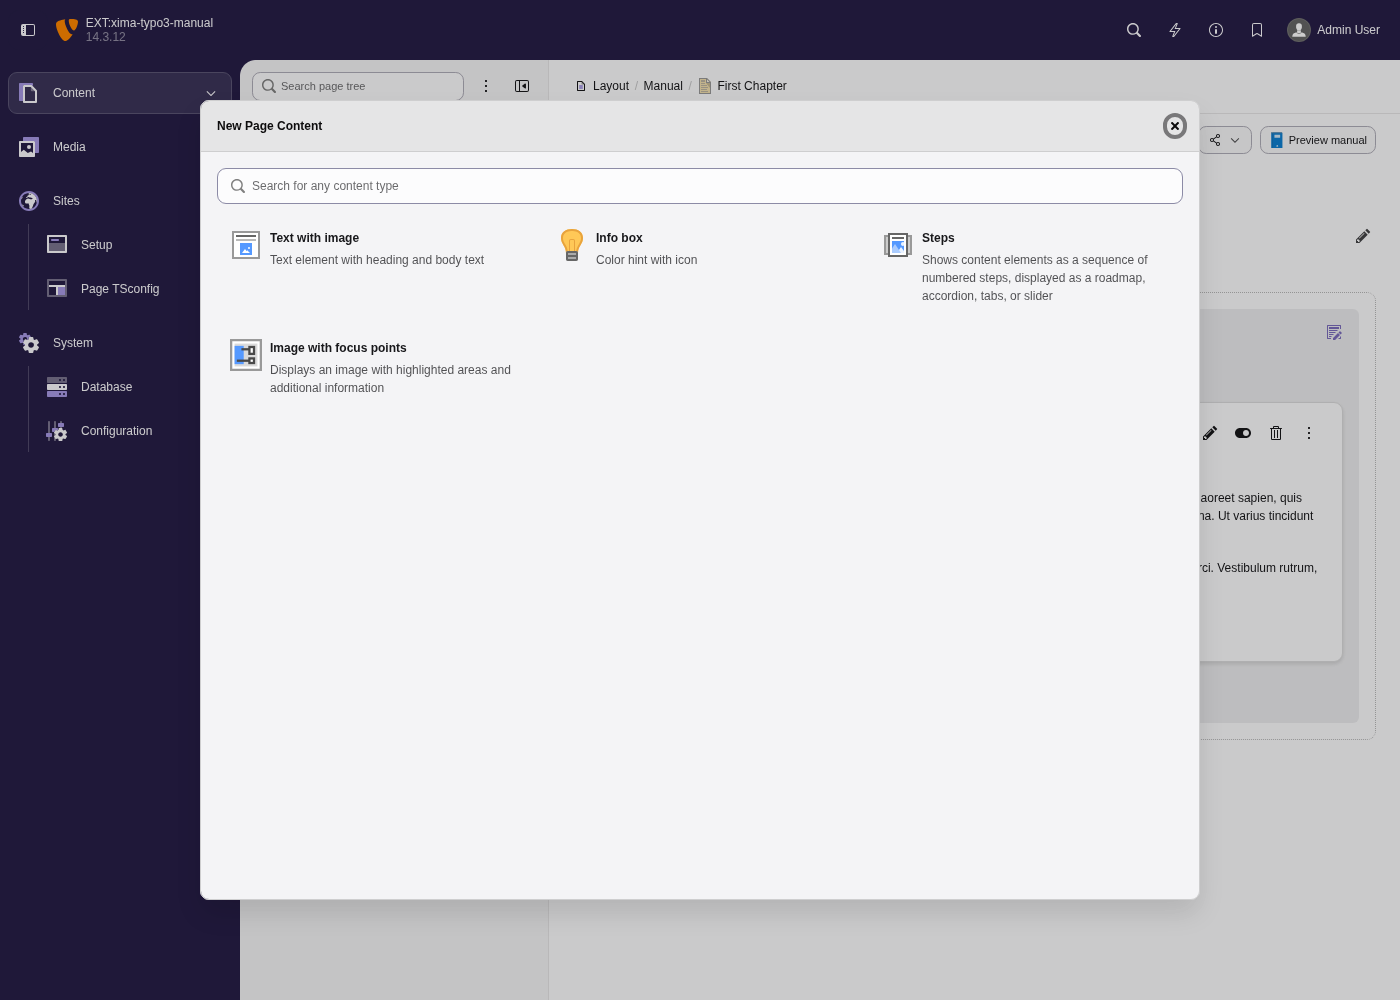 EXT:xima-typo3-manual
14.3.12
Admin User
Content
Search page tree
Layout / Manual / First Chapter
New Page Content
Media
Preview manual
Search for any content type
Sites
Setup
Page TSconfig
System
Database
Configuration
Text with image
Text element with heading and body text
Info box
Color hint with icon
Steps
Shows content elements as a sequence of
numbered steps, displayed as a roadmap,
accordion, tabs, or slider
Image with focus points
Displays an image with highlighted areas and
additional information
sapien, quis
Ut varius tincidunt
Vestibulum rutrum,